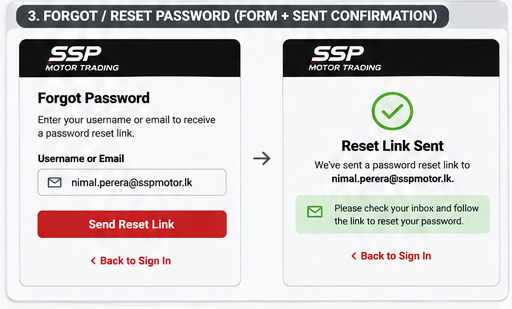 3. FORGOT / RESET PASSWORD (FORM + SENT CONFIRMATION)
SSP
MOTOR TRADING
Forgot Password
Enter your username or email to receive
a password reset link.
Username or Email
nimal.perera@sspmotor.lk
Send Reset Link
< Back to Sign In
→
SSP
MOTOR TRADING
Reset Link Sent
We've sent a password reset link to
nimal.perera@sspmotor.lk.
Please check your inbox and follow
the link to reset your password.
< Back to Sign In